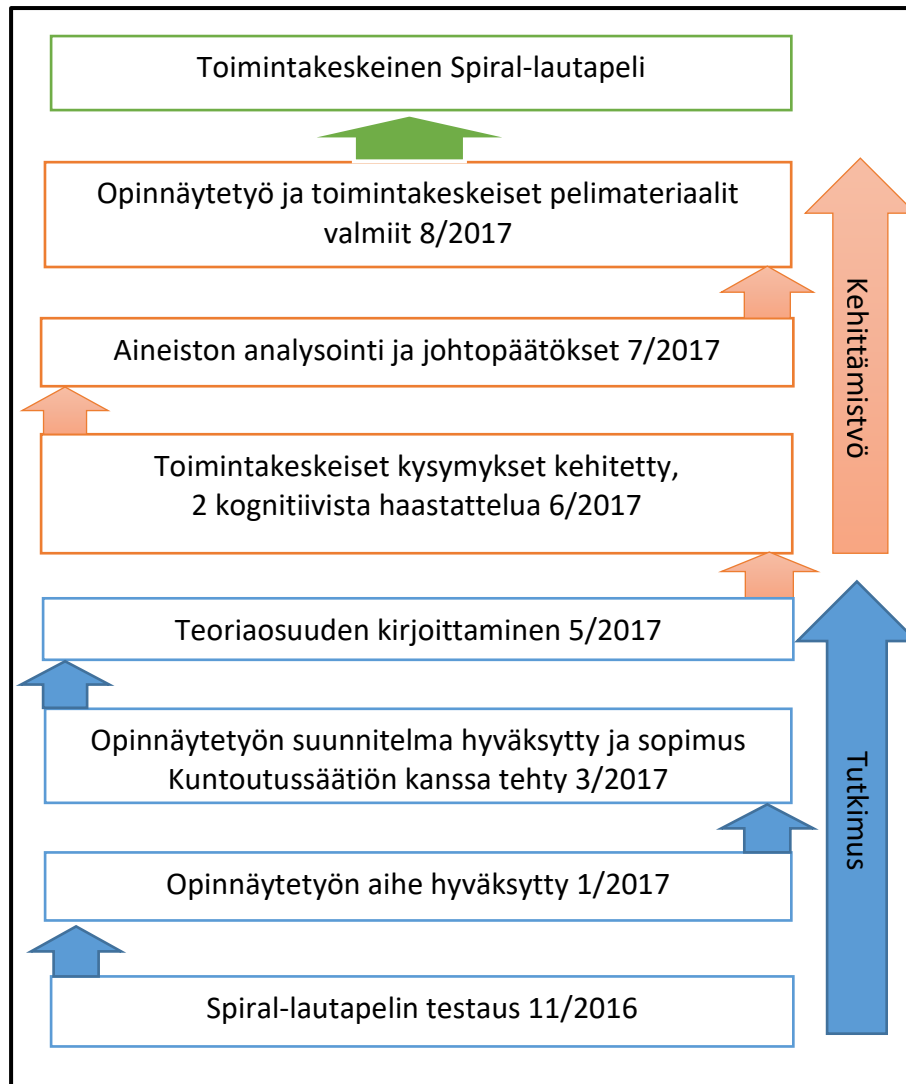 Toimintakeskeinen Spiral-lautapeli
Opinnäytetyö ja toimintakeskeiset pelimateriaalit
valmiit 8/2017
Aineiston analysointi ja johtopäätökset 7/2017
Toimintakeskeiset kysymykset kehitetty,
2 kognitiivista haastattelua 6/2017
Kehittämistyö
Teoriaosuuden kirjoittaminen 5/2017
Opinnäytetyön suunnitelma hyväksytty ja sopimus
Kuntoutussäätiön kanssa tehty 3/2017
Opinnäytetyön aihe hyväksytty 1/2017
Spiral-lautapelin testaus 11/2016
Tutkimus